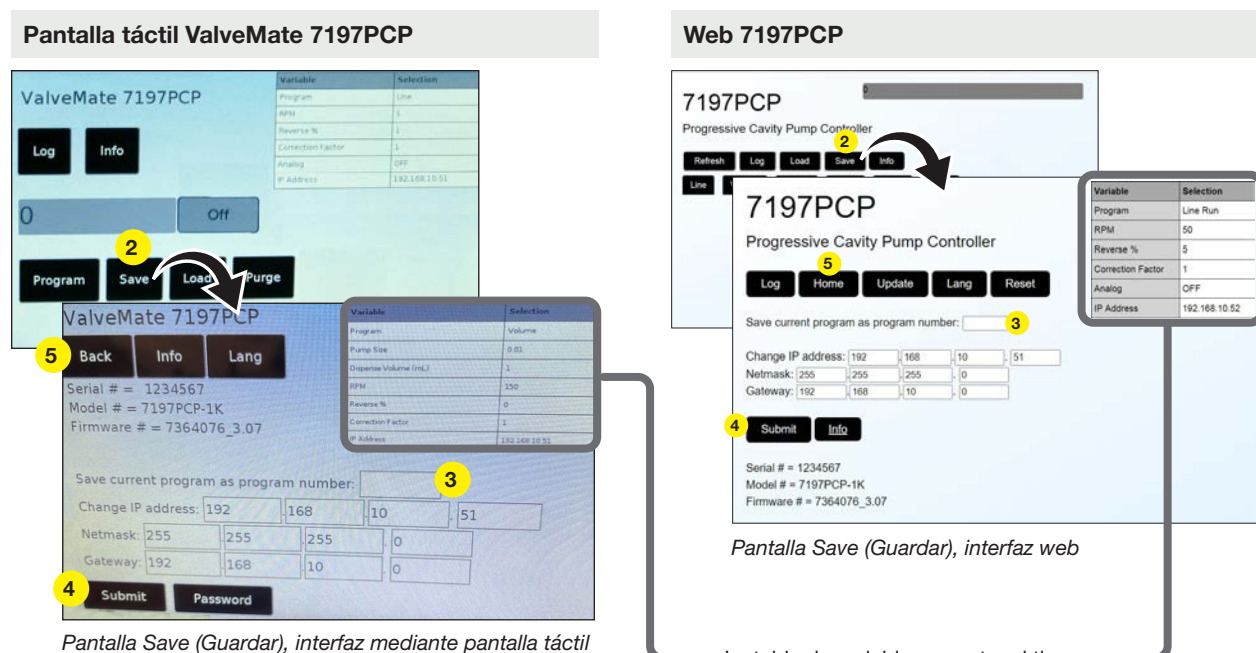 Pantalla táctil ValveMate 7197PCP
ValveMate 7197PCP
Variable Selection
Program Line
RPM 1
Reverse % 1
Correction Factor 1
Analog OFF
IP Address 192.168.10.51
Log Info
0 Off
2
Program Save Load Purge
ValveMate 7197PCP
5 Back Info Lang
Serial # = 1234567
Model # = 7197PCP-1K
Firmware # = 7364076_3.07
Variable Selection
Program Volume
Pump Size 0.01
Dispense Volume (mL) 1
RPM 150
Reverse % 0
Correction Factor 1
IP Address 192.168.10.51
Save current program as program number: 3
Change IP address: 192 .168 .10 . 51
Netmask: 255 .255 .255 . 0
Gateway: 192 .168 .10 . 0
4 Submit Password
Pantalla Save (Guardar), interfaz mediante pantalla táctil
Web 7197PCP
0
7197PCP
Progressive Cavity Pump Controller
2
Refresh Log Load Save Info
Line
7197PCP
Progressive Cavity Pump Controller
5
Log Home Update Lang Reset
Save current program as program number: 3
Change IP address: 192 . 168 . 10 . 51
Netmask: 255 . 255 . 255 . 0
Gateway: 192 . 168 . 10 . 0
4 Submit Info
Serial # = 1234567
Model # = 7197PCP-1K
Firmware # = 7364076_3.07
Variable Selection
Program Line Run
RPM 50
Reverse % 5
Correction Factor 1
Analog OFF
IP Address 192.168.10.52
Pantalla Save (Guardar), interfaz web